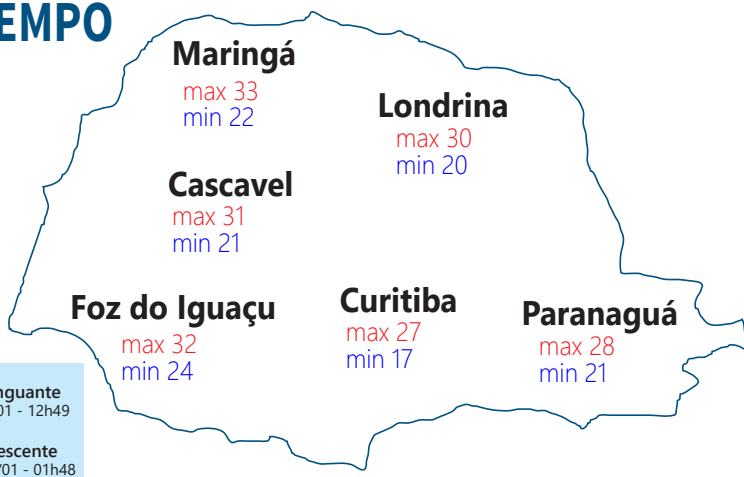 EMPO
Maringá
max 33
min 22
Londrina
max 30
min 20
Cascavel
max 31
min 21
Foz do Iguaçu
max 32
min 24
Curitiba
max 27
min 17
Paranaguá
max 28
min 21
nguante
01 - 12h49
escente
/01 - 01h48